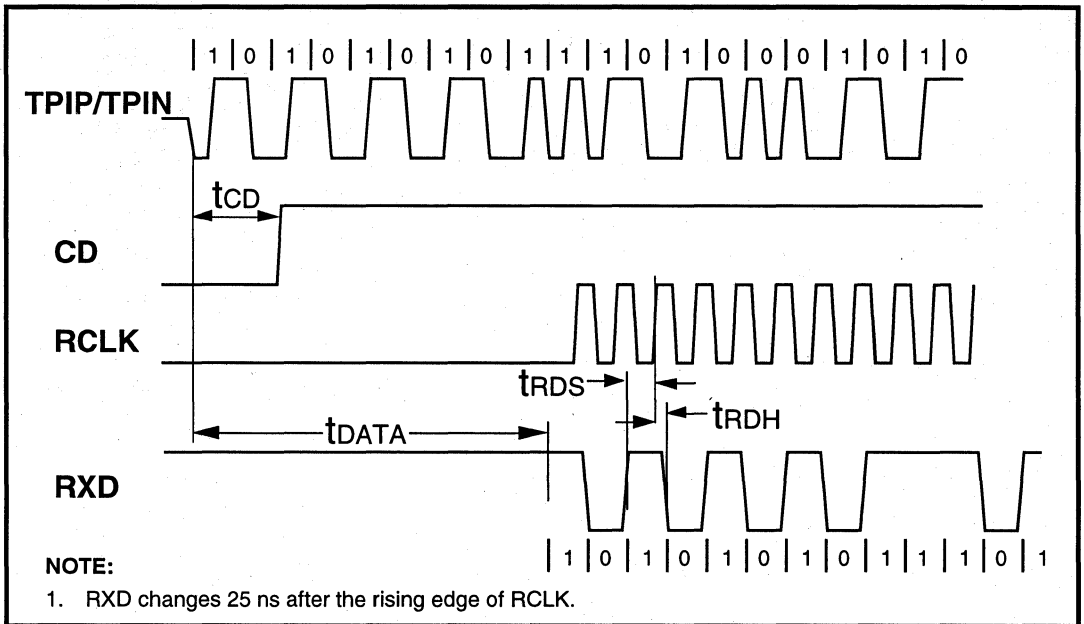 | 1 | 0 | 1 | 0 | 1 | 0 | 1 | 0 | 1 | 1 | 1 | 0 | 1 | 0 | 0 | 0 | 1 | 0 | 1 | 0
TPIP/TPIN
tCD
CD
RCLK
tRDS
tRDH
tDATA
RXD
| 1 | 0 | 1 | 0 | 1 | 0 | 1 | 0 | 1 | 1 | 1 | 0 | 1
NOTE:
1. RXD changes 25 ns after the rising edge of RCLK.